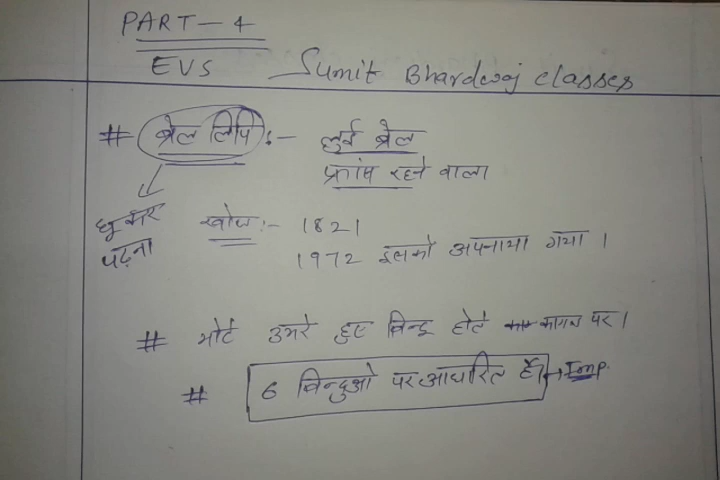 PART - 4
EVS Sumit Bhardwaj classes
# ब्रेल लिपि :- लुई ब्रेल
फ्रांस रहने वाला
छूकर पढ़ना
खोज :- 1821
1972 इसको अपनाया गया ।
# मोटे उभरे हुए बिन्दु होते कागज पर ।
# 6 बिन्दुओ पर आधारित है। → Imp.